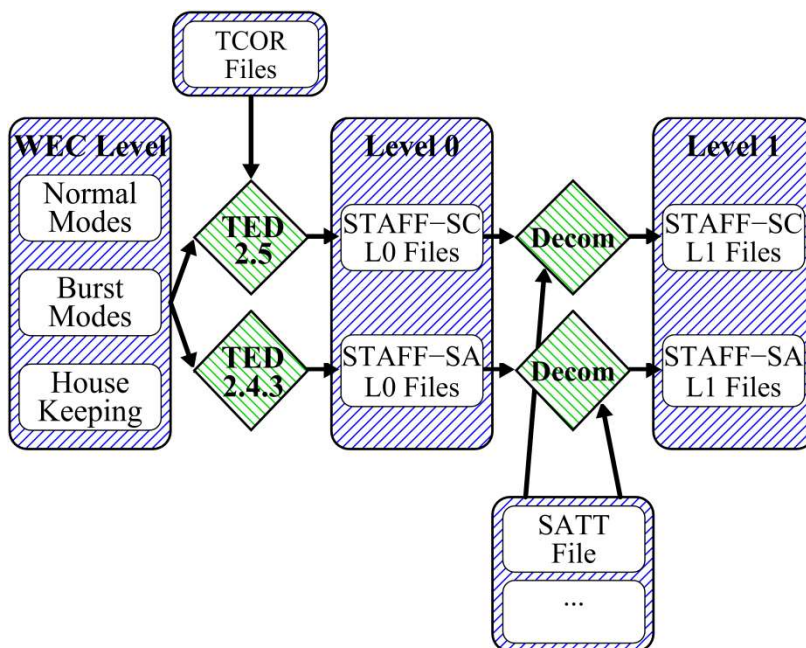 TCOR
Files
WEC Level
Normal
Modes
Burst
Modes
House
Keeping
TED
2.5
TED
2.4.3
Level 0
STAFF−SC
L0 Files
STAFF−SA
L0 Files
Decom
Decom
Level 1
STAFF−SC
L1 Files
STAFF−SA
L1 Files
SATT
File
...